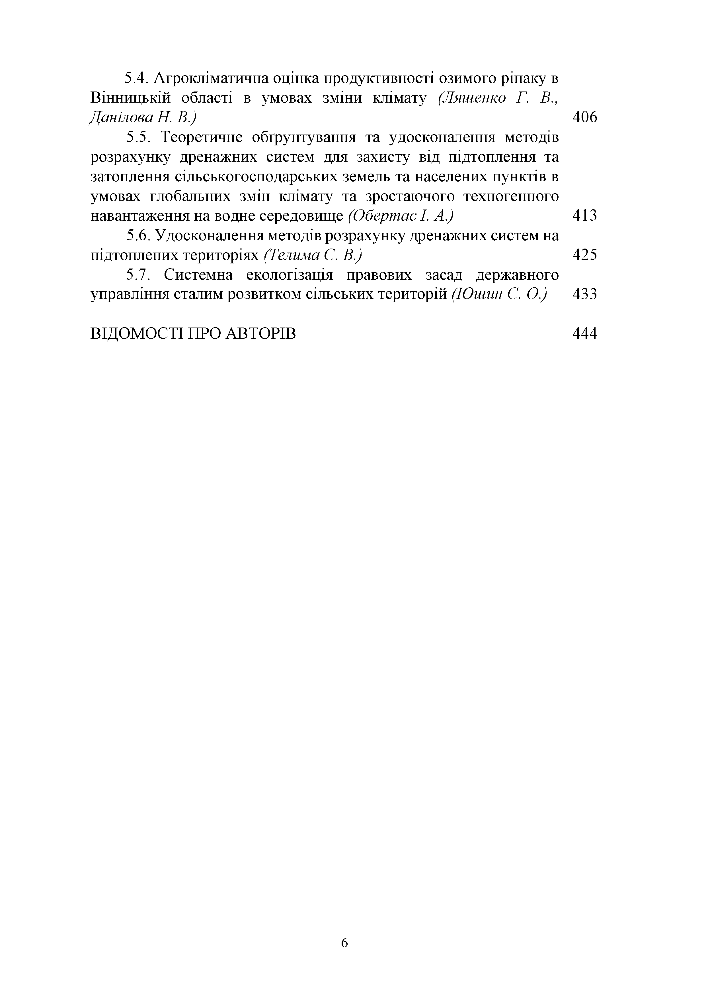 5.4. Агрокліматична оцінка продуктивності озимого ріпаку в
Вінницькій області в умовах зміни клімату (Ляшенко Г. В.,
Данілова Н. В.) 406
5.5. Теоретичне обґрунтування та удосконалення методів
розрахунку дренажних систем для захисту від підтоплення та
затоплення сільськогосподарських земель та населених пунктів в
умовах глобальних змін клімату та зростаючого техногенного
навантаження на водне середовище (Обертас І. А.) 413
5.6. Удосконалення методів розрахунку дренажних систем на
підтоплених територіях (Телима С. В.) 425
5.7. Системна екологізація правових засад державного
управління сталим розвитком сільських територій (Юшин С. О.) 433
ВІДОМОСТІ ПРО АВТОРІВ 444
6